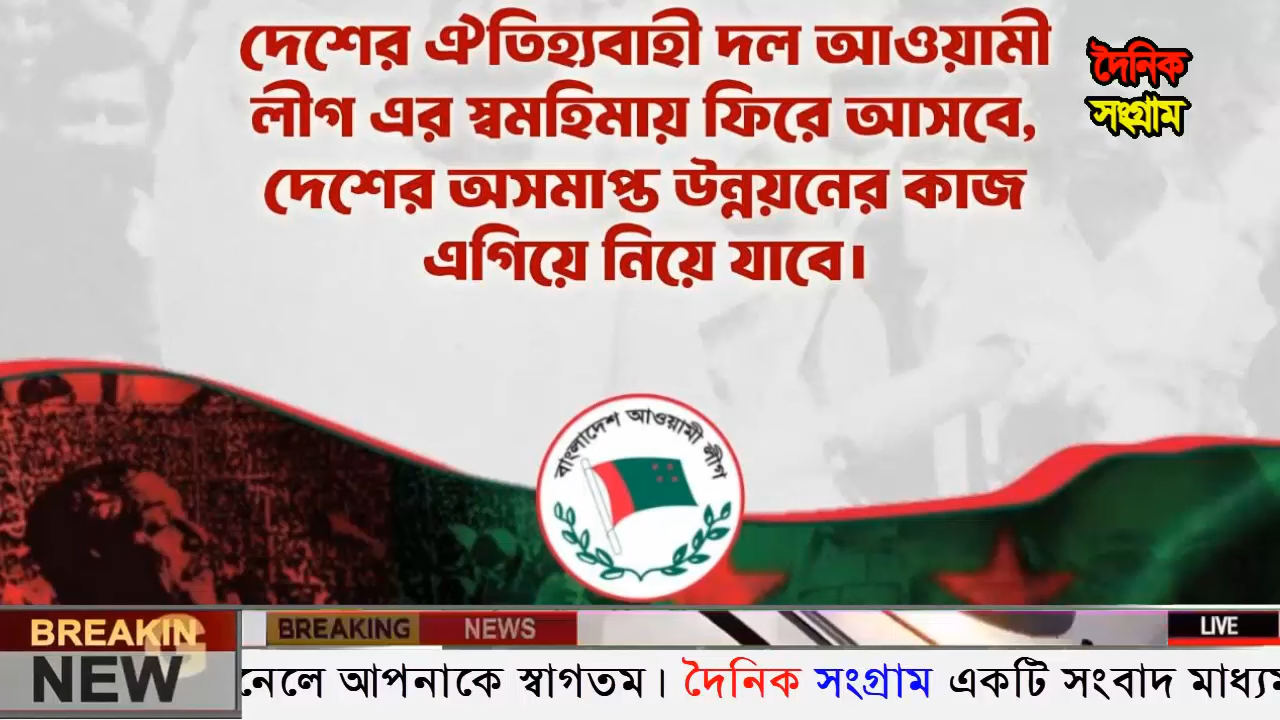 দেশের ঐতিহ্যবাহী দল আওয়ামী
লীগ এর স্বমহিমায় ফিরে আসবে,
দেশের অসমাপ্ত উন্নয়নের কাজ
এগিয়ে নিয়ে যাবে।
দৈনিক
সংগ্রাম
বাংলাদেশ আওয়ামী লীগ
BREAKIN
NEW
BREAKING NEWS
LIVE
নেলে আপনাকে স্বাগতম। দৈনিক সংগ্রাম একটি সংবাদ মাধ্যম